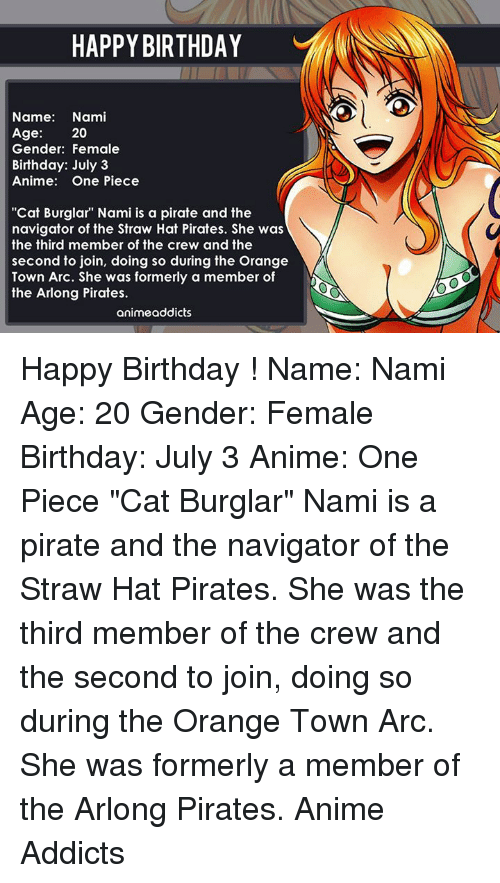 HAPPY BIRTHDAY
Name: Nami
Age: 20
Gender: Female
Birthday: July 3
Anime: One Piece
"Cat Burglar" Nami is a pirate and the
navigator of the Straw Hat Pirates. She was
the third member of the crew and the
second to join, doing so during the Orange
Town Arc. She was formerly a member of
the Arlong Pirates.
animeaddicts
Happy Birthday ! Name: Nami
Age: 20 Gender: Female
Birthday: July 3 Anime: One
Piece "Cat Burglar" Nami is a
pirate and the navigator of the
Straw Hat Pirates. She was the
third member of the crew and
the second to join, doing so
during the Orange Town Arc.
She was formerly a member of
the Arlong Pirates. Anime
Addicts